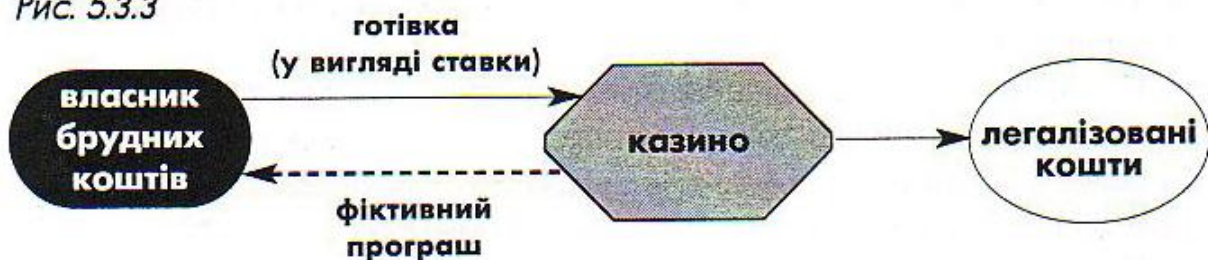 Рис. 5.3.3
готівка
(у вигляді ставки)
власник
брудних
коштів
казино
легалізовані
кошти
фіктивний
програш